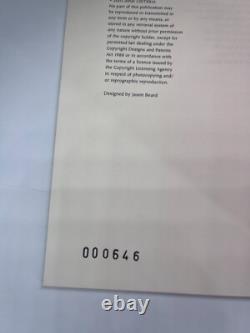 No part of this publication may
be reproduced or transmitted in
any form or by any means, or
stored in any retrieval system of
any nature without prior permission
of the copyright holder, except for
permitted fair dealing under the
Copyright Designs and Patents
Act 1988 or in accordance with
the terms of a licence issued by
the Copyright Licensing Agency
in respect of photocopying and/
or reprographic reproduction.
Designed by Jason Beard
000646